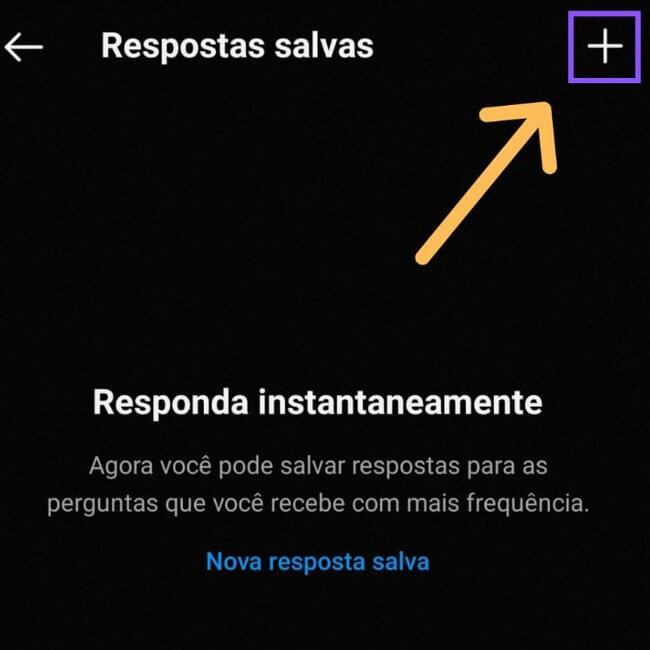 Respostas salvas
Responda instantaneamente
Agora você pode salvar respostas para as
perguntas que você recebe com mais frequência.
Nova resposta salva